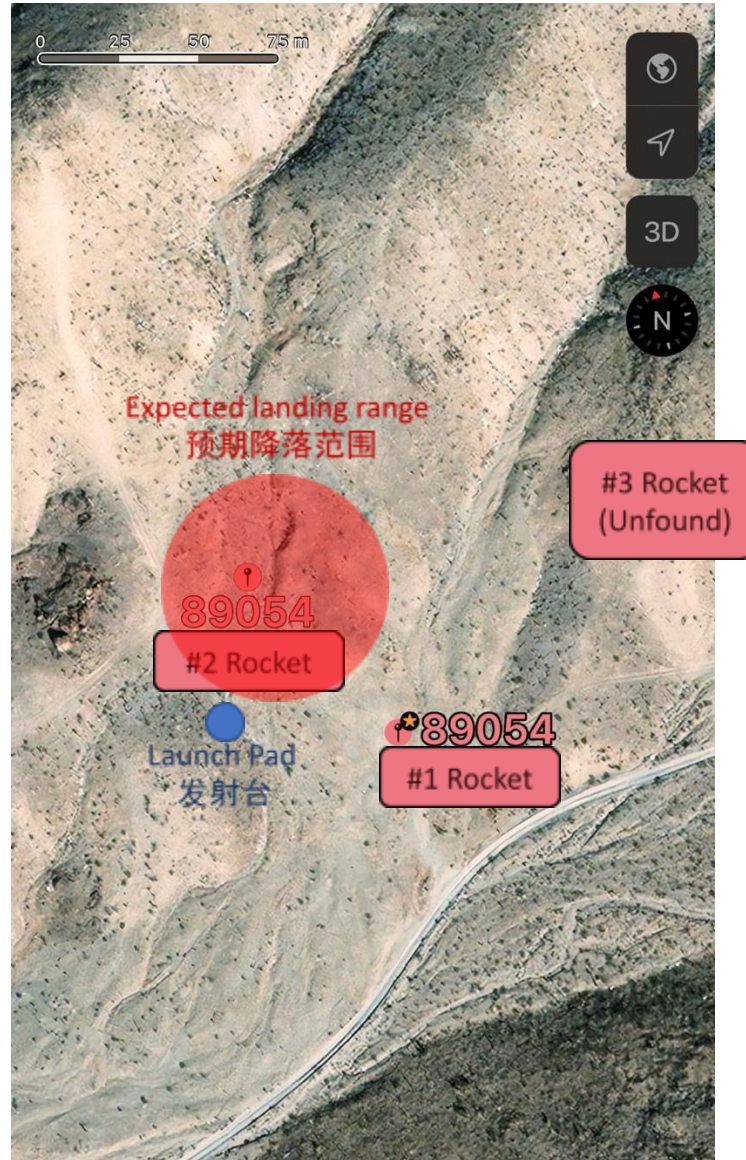 0 25 50 75 m
3D
N
Expected landing range
预期降落范围
#3 Rocket
(Unfound)
89054
#2 Rocket
89054
#1 Rocket
Launch Pad
发射台